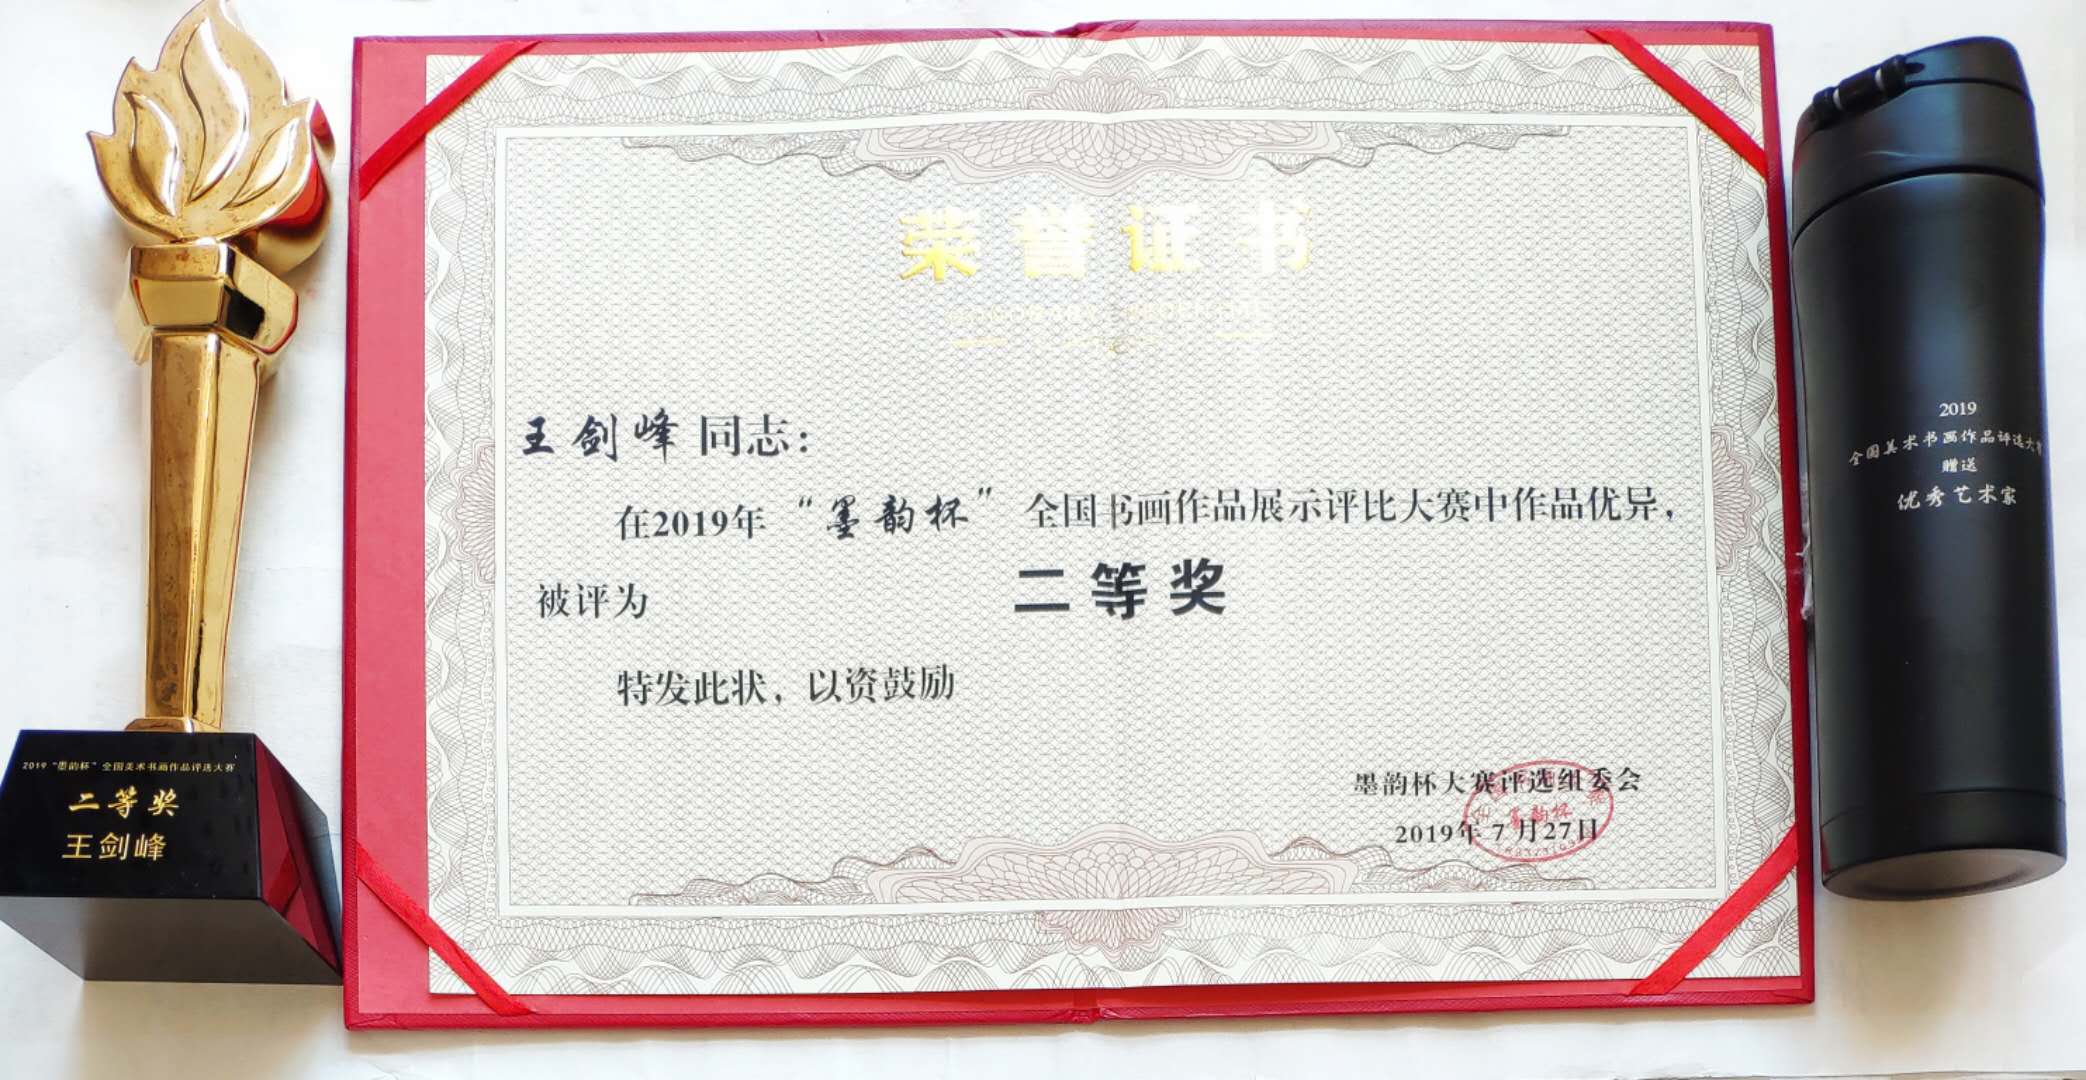 荣誉证书
王剑峰 同志：
在2019年 “墨韵杯” 全国书画作品展示评比大赛中作品优异，
被评为 二等奖
特发此状，以资鼓励
墨韵杯大赛评选组委会
2019年7月27日
墨韵杯
2019“墨韵杯”全国美术书画作品评选大赛
二等奖
王剑峰
2019
全国美术书画作品评选大赛
赠送
优秀艺术家